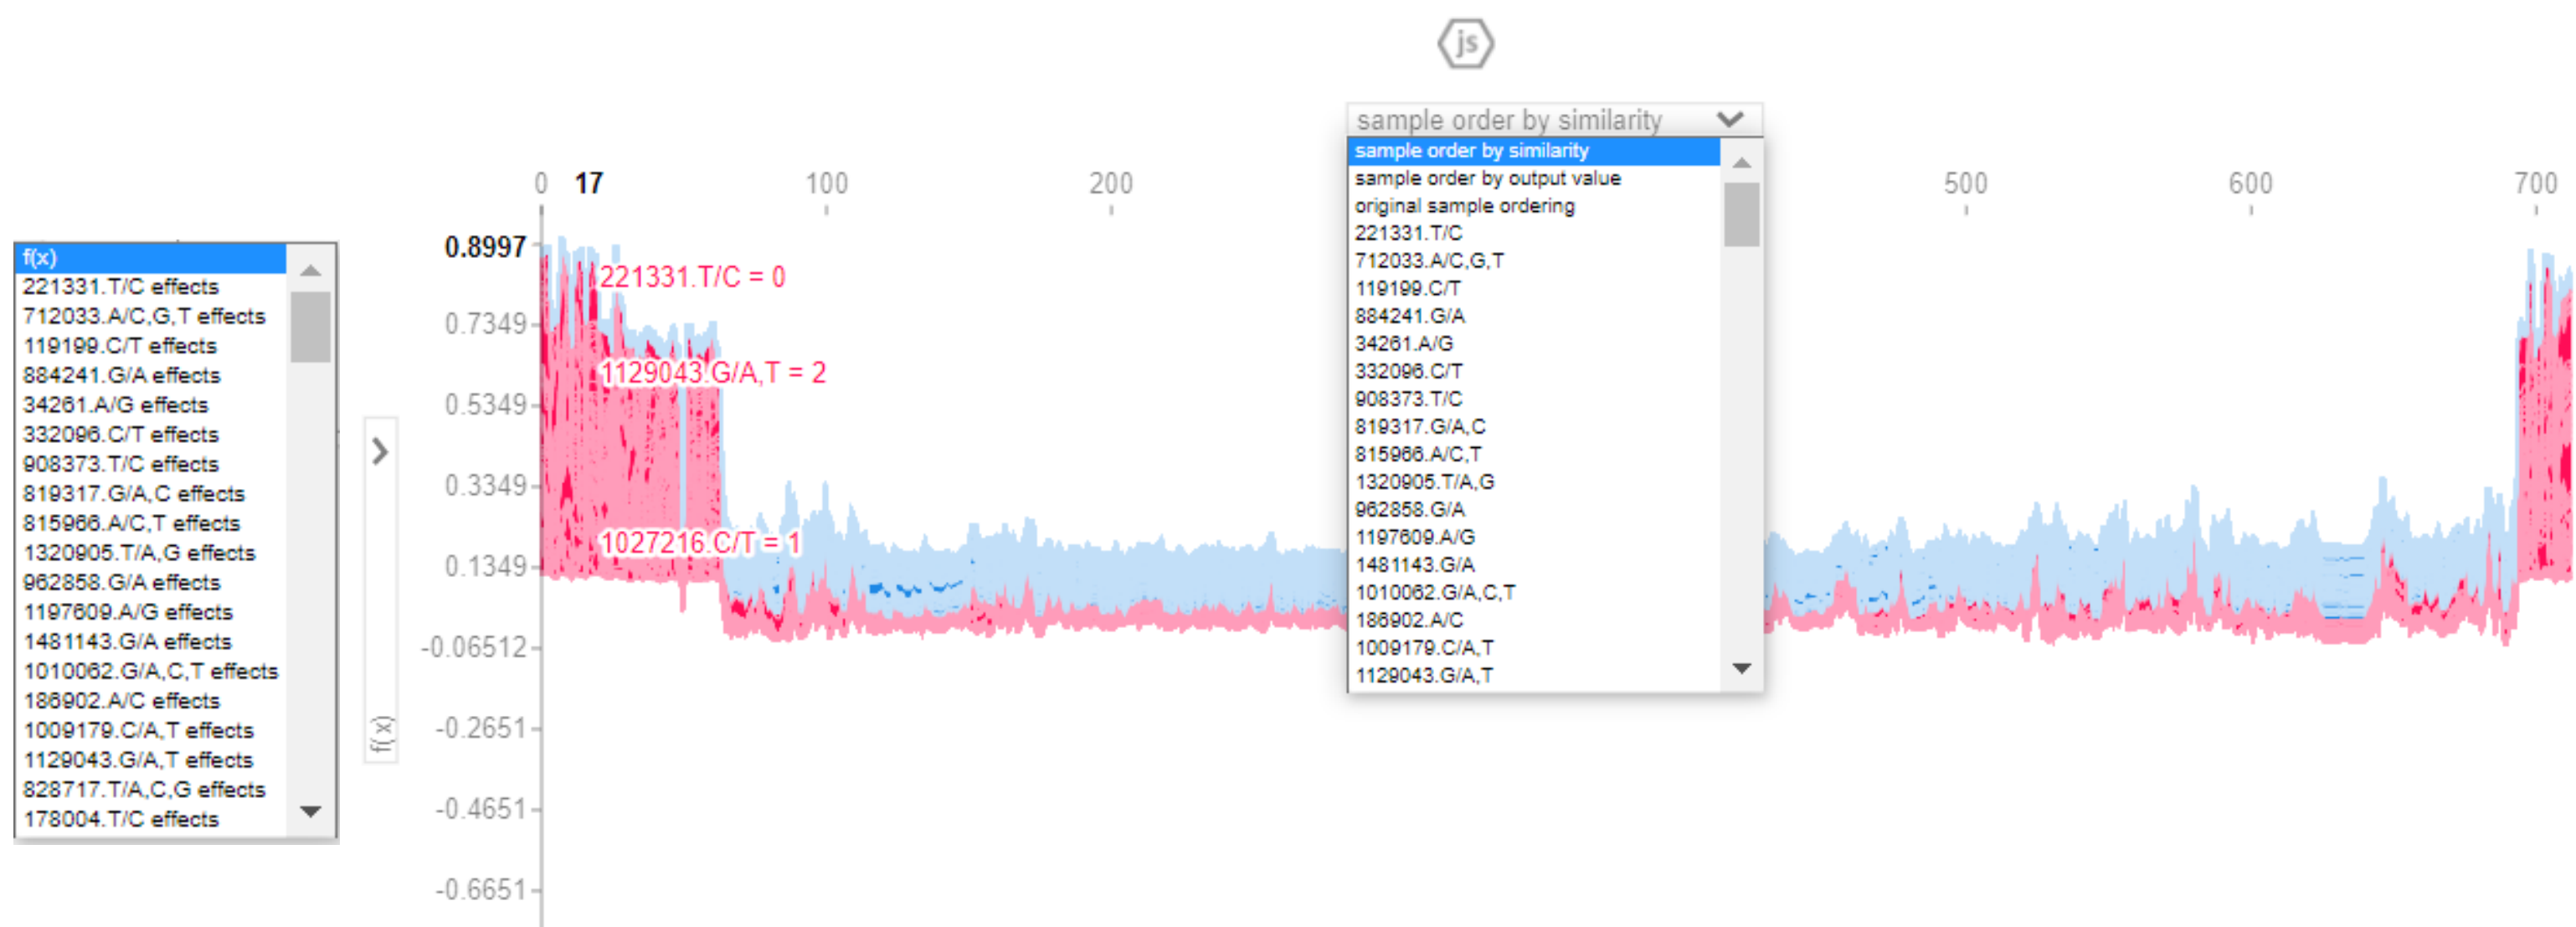 js
sample order by similarity
sample order by similarity
sample order by output value
original sample ordering
221331.T/C
712033.A/C,G,T
119199.C/T
884241.G/A
34261.A/G
332096.C/T
908373.T/C
819317.G/A,C
815966.A/C,T
1320905.T/A,G
962858.G/A
1197609.A/G
1481143.G/A
1010062.G/A,C,T
186902.A/C
1009179.C/A,T
1129043.G/A,T
0 17 100 200 500 600 700
f(x)
221331.T/C effects
712033.A/C,G,T effects
119199.C/T effects
884241.G/A effects
34261.A/G effects
332096.C/T effects
908373.T/C effects
819317.G/A,C effects
815966.A/C,T effects
1320905.T/A,G effects
962858.G/A effects
1197609.A/G effects
1481143.G/A effects
1010062.G/A,C,T effects
186902.A/C effects
1009179.C/A,T effects
1129043.G/A,T effects
828717.T/A,C,G effects
178004.T/C effects
f(x)
0.8997
0.7349
0.5349
0.3349
0.1349
-0.06512
-0.2651
-0.4651
-0.6651
221331.T/C = 0
1129043.G/A,T = 2
1027216.C/T = 1